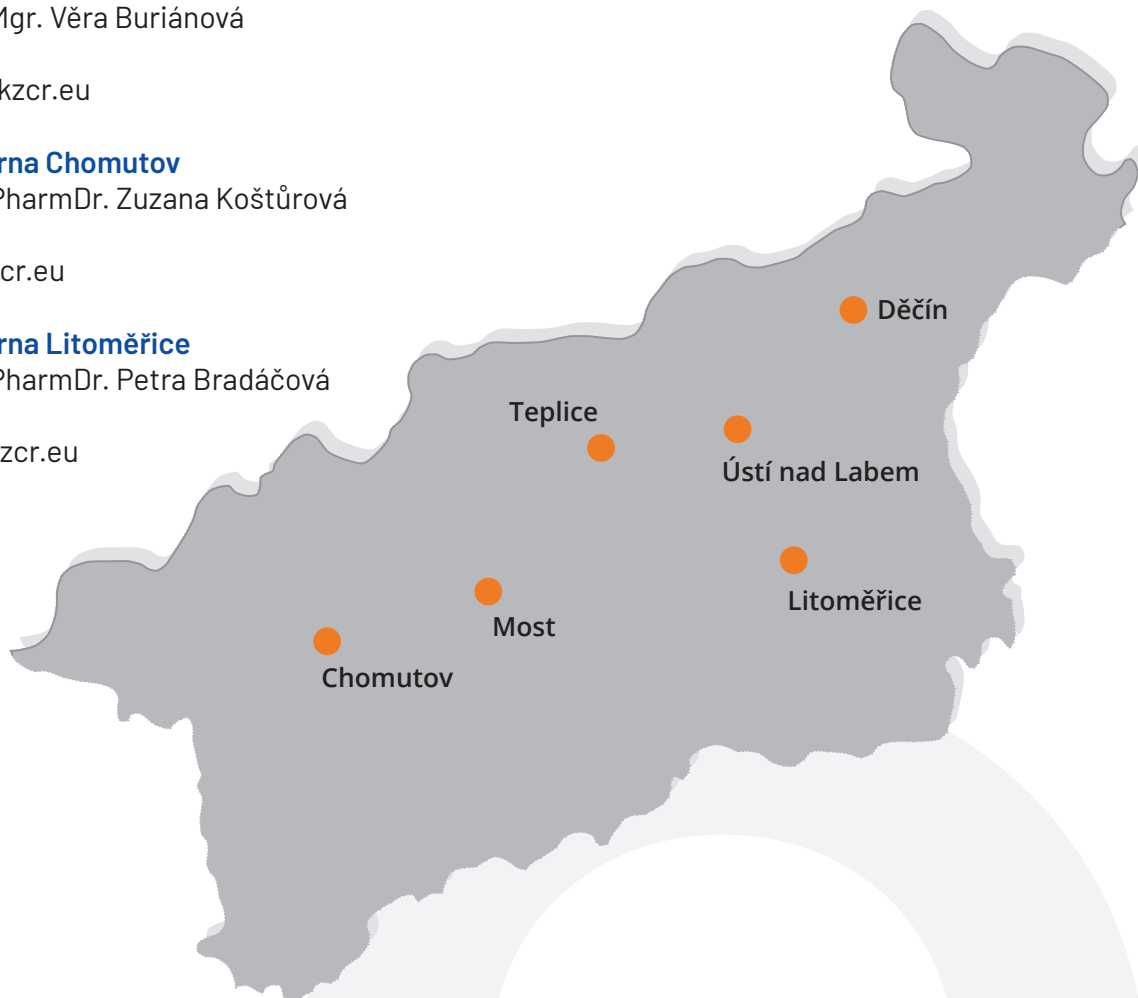 Mgr. Věra Buriánová
kzcr.eu
rna Chomutov
PharmDr. Zuzana Koštůrová
cr.eu
rna Litoměřice
PharmDr. Petra Bradáčová
zcr.eu
Děčín
Teplice
Ústí nad Labem
Litoměřice
Most
Chomutov